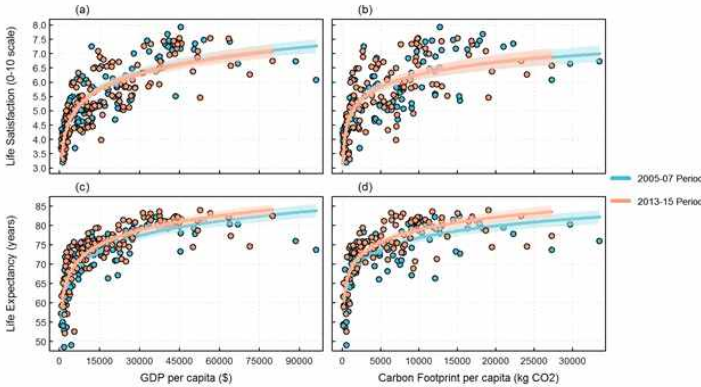 (a)
(b)
Life Satisfaction (0-10 scale)
8.0
7.5
7.0
6.5
6.0
5.5
5.0
4.5
4.0
3.5
3.0
2005-07 Period
2013-15 Period
(c)
(d)
Life Expectancy (years)
85
80
75
70
65
60
55
50
0 15000 30000 45000 60000 75000 90000
0 5000 10000 15000 20000 25000 30000
GDP per capita ($)
Carbon Footprint per capita (kg CO2)